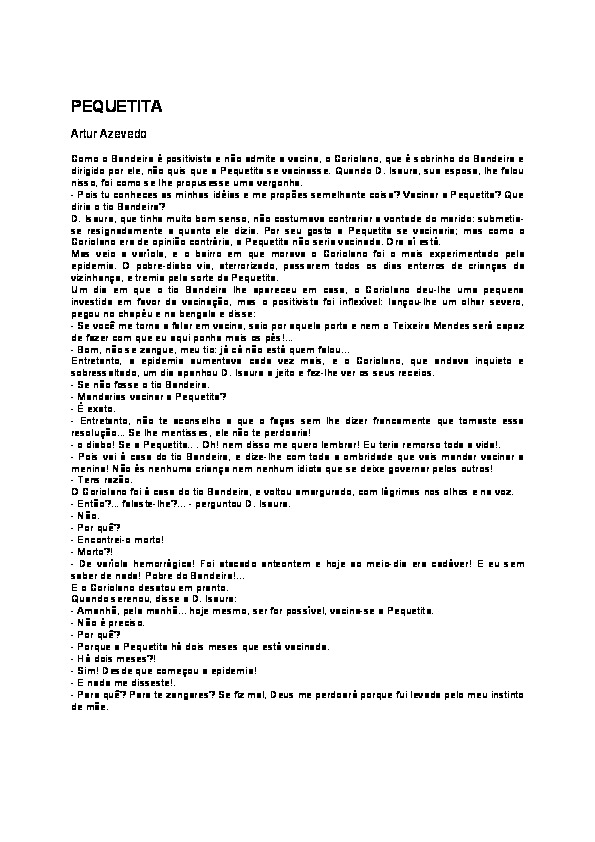 PEQUETITA
Artur Azevedo
Como o Bandeira é positivista e não admite a vacina, o Coriolano, que é sobrinho do Bandeira e
dirigido por ele, não quis que a Pequetita se vacinasse. Quando D. Isaura, sua esposa, lhe falou
nisso, foi como se lhe propusesse uma vergonha.
- Pois tu conheces as minhas idéias e me propões semelhante coisa? Vacinar a Pequetita? Que
diria o tio Bandeira?
D. Isaura, que tinha muito bom senso, não costumava contrariar a vontade do marido: submetia-
se resignadamente a quanto ele dizia. Por seu gosto a Pequetita se vacinaria; mas como o
Coriolano era de opinião contrária, a Pequetita não seria vacinada. Ora aí está.
Mas veio a varíola, e o bairro em que morava o Coriolano foi o mais experimentado pela
epidemia. O pobre-diabo via, aterrorizado, passarem todos os dias enterros de crianças da
vizinhança, e tremia pela sorte da Pequetita.
Um dia em que o tio Bandeira lhe apareceu em casa, o Coriolano deu-lhe uma pequena
investida em favor da vacinação, mas o positivista foi inflexível: lançou-lhe um olhar severo,
pegou no chapéu e na bengala e disse:
- Se você me torna a falar em vacina, saio por aquela porta e nem o Teixeira Mendes será capaz
de fazer com que eu aqui ponha mais os pés!...
- Bom, não se zangue, meu tio: já cá não está quem falou...
Entretanto, a epidemia aumentava cada vez mais, e o Coriolano, que andava inquieto e
sobressaltado, um dia apanhou D. Isaura a jeito e fez-lhe ver os seus receios.
- Se não fosse o tio Bandeira.
- Mandarias vacinar a Pequetita?
- É exato.
- Entretanto, não te aconselho a que o faças sem lhe dizer francamente que tomaste essa
resolução... Se lhe mentisses, ele não te perdoaria!
- o diabo! Se a Pequetita... . Oh! nem disso me quero lembrar! Eu teria remorso toda a vida!.
- Pois vai à casa do tio Bandeira, e dize-lhe com toda a ombridade que vais mandar vacinar a
menina! Não és nenhuma criança nem nenhum idiota que se deixe governar pelos outros!
- Tens razão.
O Coriolano foi à casa do tio Bandeira, e voltou amargurado, com lágrimas nos olhos e na voz.
- Então?... falaste-lhe?... - perguntou D. Isaura.
- Não.
- Por quê?
- Encontrei-o morto!
- Morto?!
- De varíola hemorrágica! Foi atacado anteontem e hoje ao meio-dia era cadáver! E eu sem
saber de nada! Pobre do Bandeira!...
E o Coriolano desatou em pranto.
Quando serenou, disse a D. Isaura:
- Amanhã, pela manhã... hoje mesmo, ser for possível, vacina-se a Pequetita.
- Não é preciso.
- Por quê?
- Porque a Pequetita há dois meses que está vacinada.
- Há dois meses?!
- Sim! Desde que começou a epidemia!
- E nada me disseste!.
- Para quê? Para te zangares? Se fiz mal, Deus me perdoará porque fui levada pelo meu instinto
de mãe.